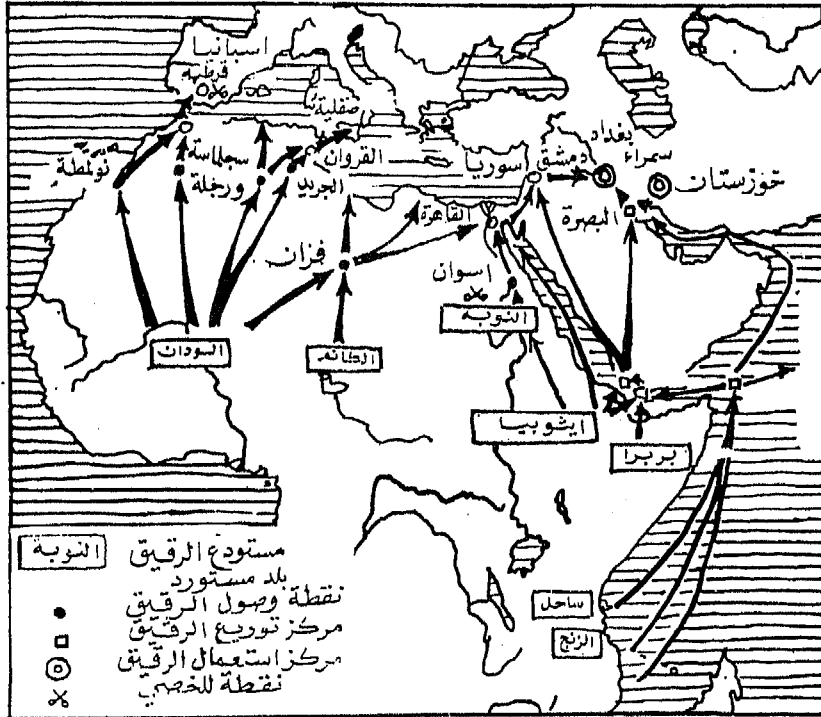 اسبانيا
قرطبة
صقلية
نولمطة
سجلماسة
ورجلة
القروان
الجريد
سوريا
دمشق
بغداد
سمراء
خوزستان
البصرة
القاهرة
فزان
اسوان
النوبة
السودان
الكانم
ايثوبيا
بربرا
ساحل
الزنج
النوبة
مستودع الرقيق
بلد مستورد
نقطة وصول الرقيق
مركز توزيع الرقيق
مركز استعمال الرقيق
نقطة للخصي